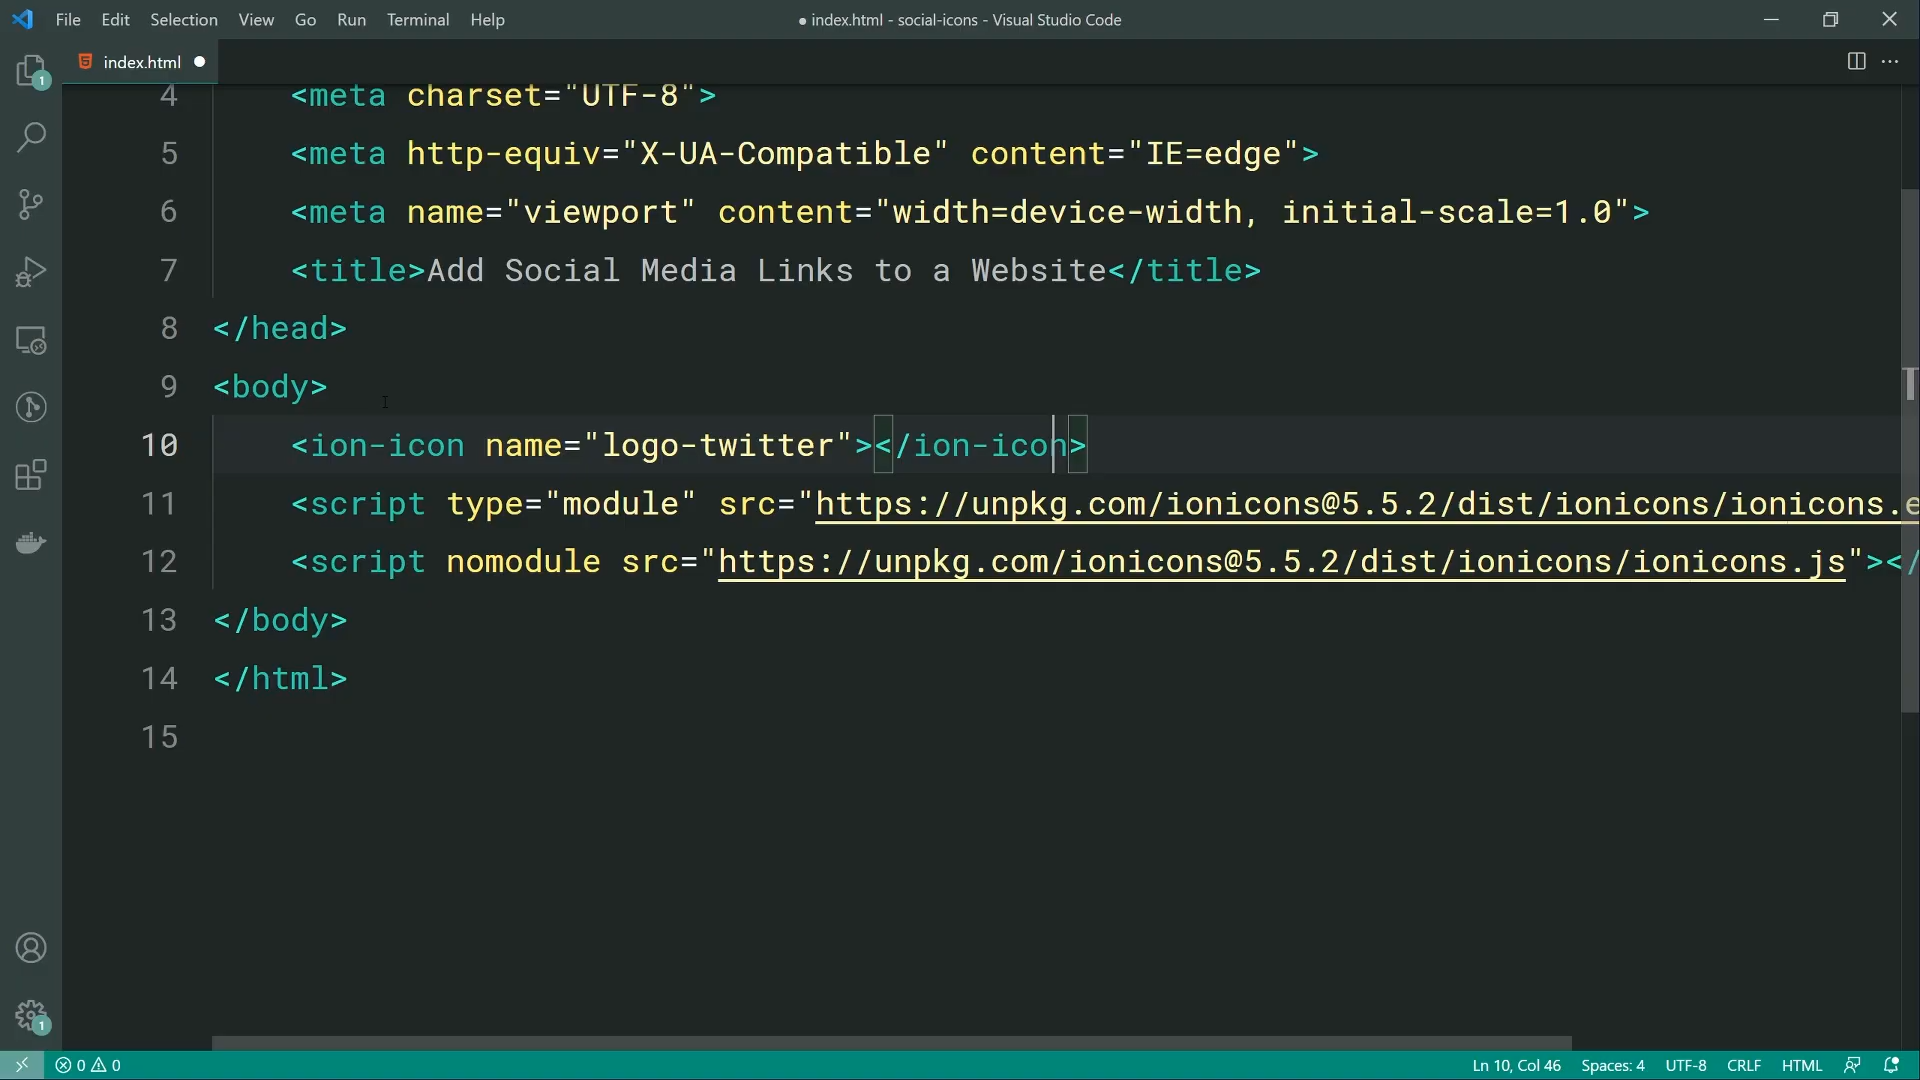 File Edit Selection View Go Run Terminal Help
● index.html - social-icons - Visual Studio Code
index.html
4 <meta charset="UTF-8">
5 <meta http-equiv="X-UA-Compatible" content="IE=edge">
6 <meta name="viewport" content="width=device-width, initial-scale=1.0">
7 <title>Add Social Media Links to a Website</title>
8 </head>
9 <body>
10 <ion-icon name="logo-twitter"></ion-icon>
11 <script type="module" src="https://unpkg.com/ionicons@5.5.2/dist/ionicons/ionicons.e
12 <script nomodule src="https://unpkg.com/ionicons@5.5.2/dist/ionicons/ionicons.js"></
13 </body>
14 </html>
15
1
1
0 0
Ln 10, Col 46 Spaces: 4 UTF-8 CRLF HTML